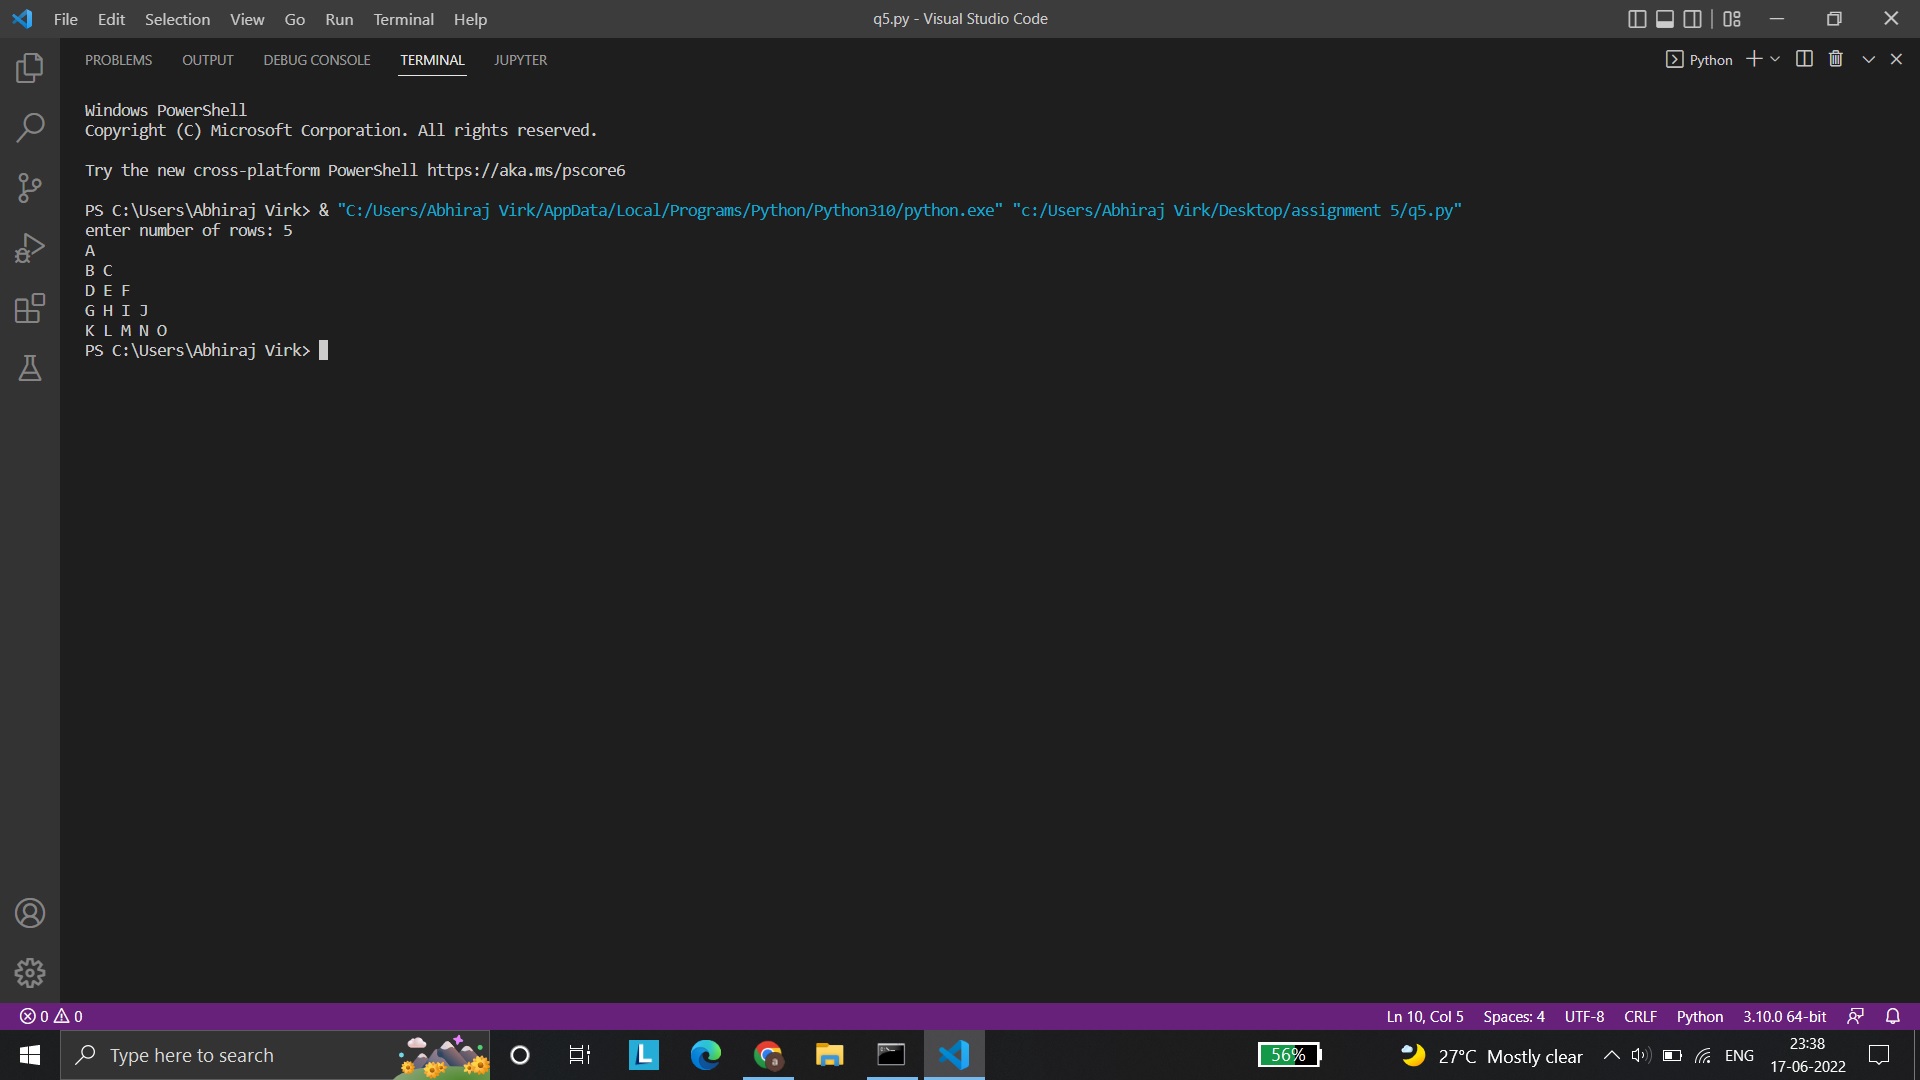 File Edit Selection View Go Run Terminal Help q5.py - Visual Studio Code
PROBLEMS OUTPUT DEBUG CONSOLE TERMINAL JUPYTER Python
Windows PowerShell
Copyright (C) Microsoft Corporation. All rights reserved.
Try the new cross-platform PowerShell https://aka.ms/pscore6
PS C:\Users\Abhiraj Virk> & "C:/Users/Abhiraj Virk/AppData/Local/Programs/Python/Python310/python.exe" "c:/Users/Abhiraj Virk/Desktop/assignment 5/q5.py"
enter number of rows: 5
A
B C
D E F
G H I J
K L M N O
PS C:\Users\Abhiraj Virk>
0 0 Ln 10, Col 5 Spaces: 4 UTF-8 CRLF Python 3.10.0 64-bit
Type here to search L a 56% 27°C Mostly clear ENG 23:38
17-06-2022